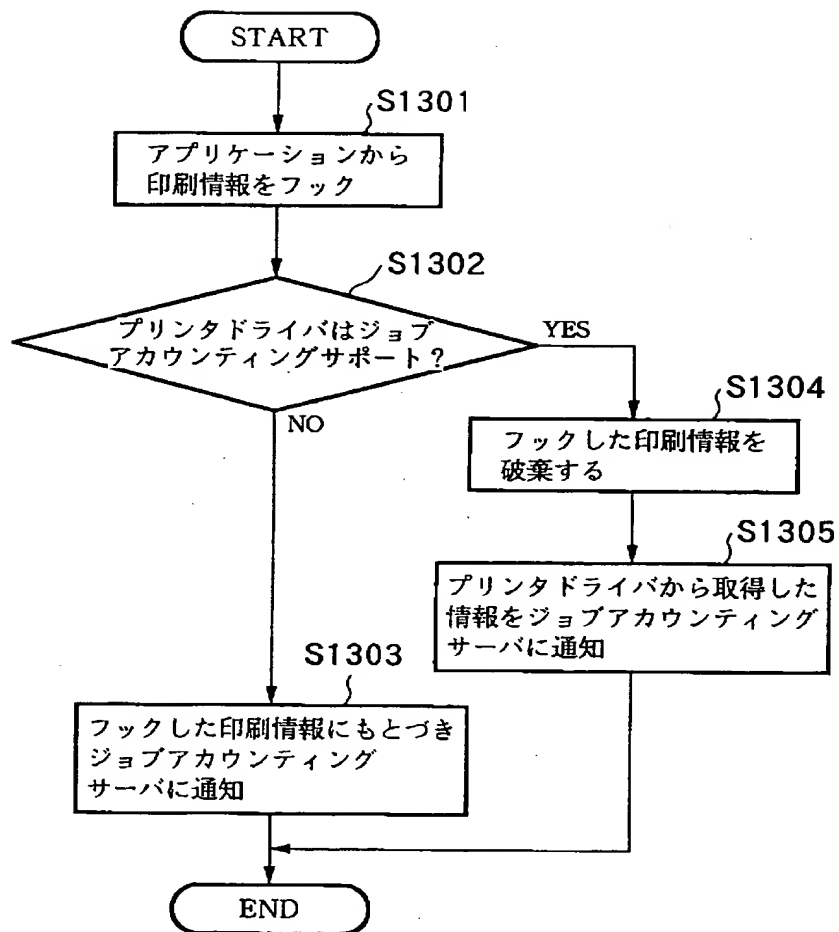 START
S1301
アプリケーションから
印刷情報をフック
S1302
プリンタドライバはジョブ
アカウンティングサポート?
YES
NO
S1304
フックした印刷情報を
破棄する
S1305
プリンタドライバから取得した
情報をジョブアカウンティング
サーバに通知
S1303
フックした印刷情報にもとづき
ジョブアカウンティング
サーバに通知
END